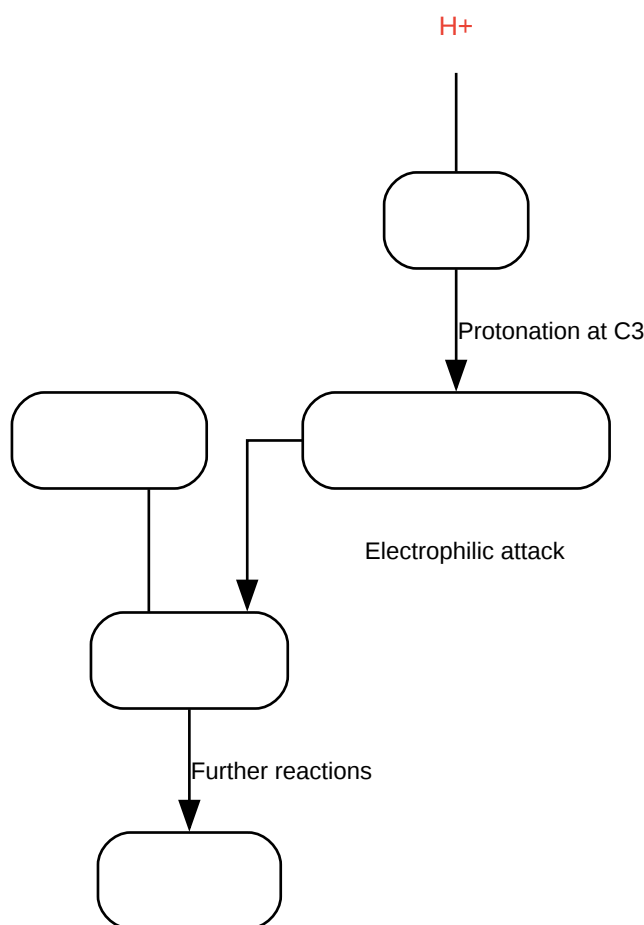 H+
Protonation at C3
Electrophilic attack
Further reactions